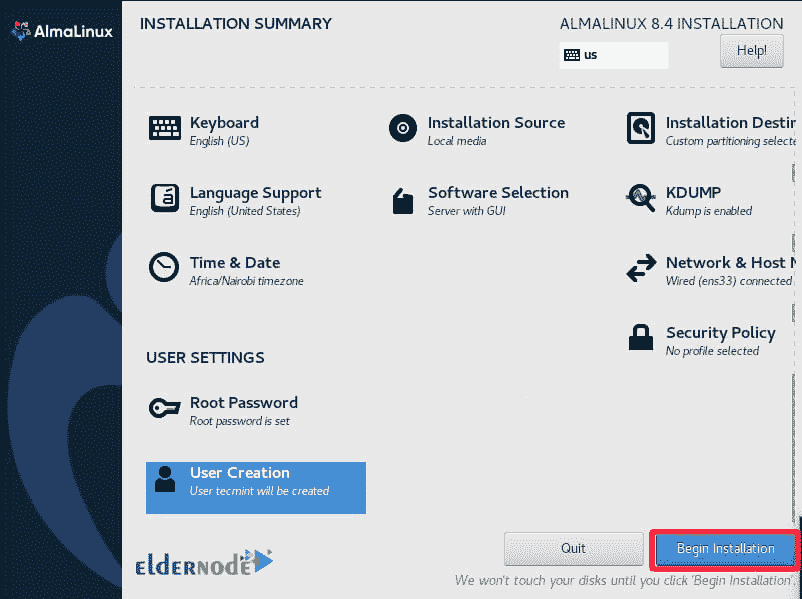 AlmaLinux
INSTALLATION SUMMARY
ALMALINUX 8.4 INSTALLATION
us
Help!
Keyboard
English (US)
Installation Source
Local media
Installation Destin
Custom partitioning selecte
Language Support
English (United States)
Software Selection
Server with GUI
KDUMP
Kdump is enabled
Time & Date
Africa/Nairobi timezone
Network & Host N
Wired (ens33) connected
Security Policy
No profile selected
USER SETTINGS
Root Password
Root password is set
User Creation
User tecmint will be created
eldernode
Quit
Begin Installation
We won't touch your disks until you click 'Begin Installation'.